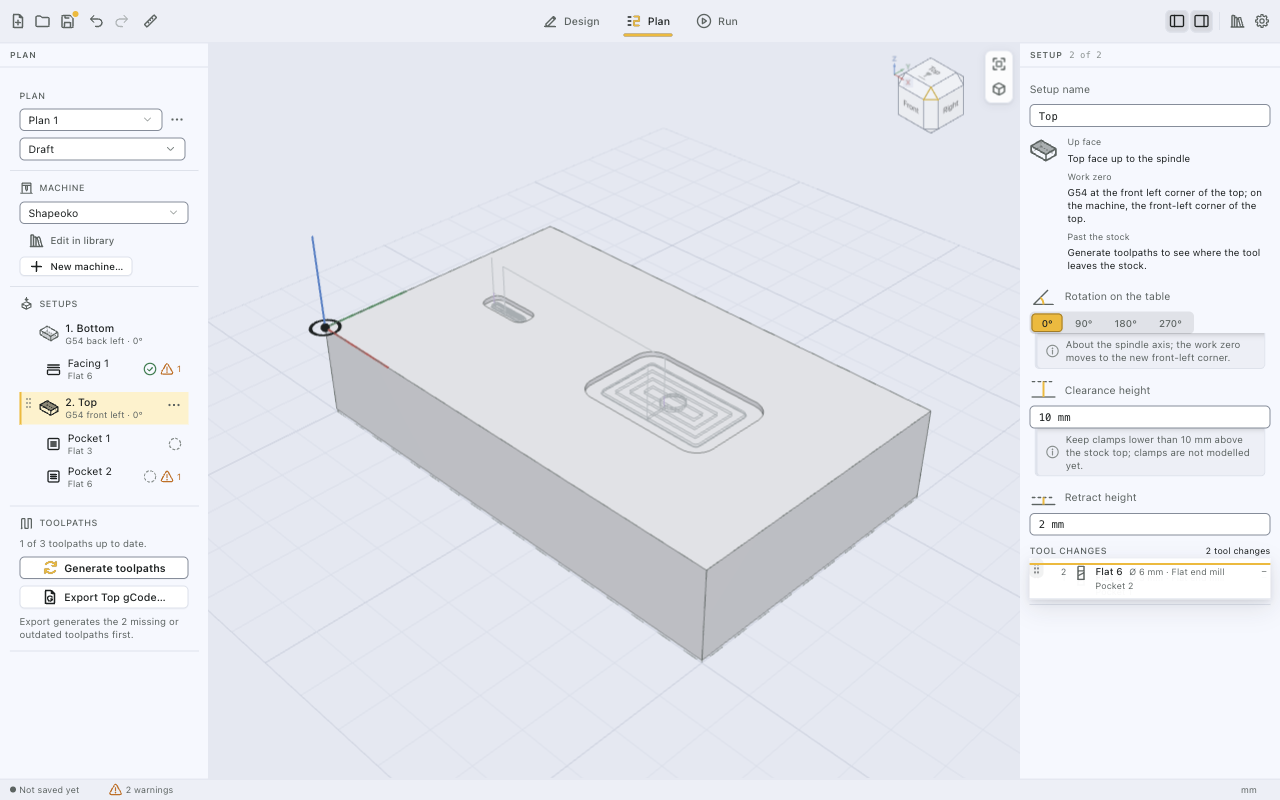 Design
Plan
Run
PLAN
PLAN
Plan 1
Draft
MACHINE
Shapeoko
Edit in library
New machine...
SETUPS
1. Bottom
G54 back left · 0°
Facing 1
Flat 6
1
2. Top
G54 front left · 0°
Pocket 1
Flat 3
Pocket 2
Flat 6
1
TOOLPATHS
1 of 3 toolpaths up to date.
Generate toolpaths
Export Top gCode...
Export generates the 2 missing or
outdated toolpaths first.
Z
Front
Right
SETUP 2 of 2
Setup name
Top
Up face
Top face up to the spindle
Work zero
G54 at the front left corner of the top; on
the machine, the front-left corner of the
top.
Past the stock
Generate toolpaths to see where the tool
leaves the stock.
Rotation on the table
0° 90° 180° 270°
About the spindle axis; the work zero
moves to the new front-left corner.
Clearance height
10 mm
Keep clamps lower than 10 mm above
the stock top; clamps are not modelled
yet.
Retract height
2 mm
TOOL CHANGES 2 tool changes
2 Flat 6 Ø 6 mm · Flat end mill –
Pocket 2
Not saved yet
2 warnings
mm